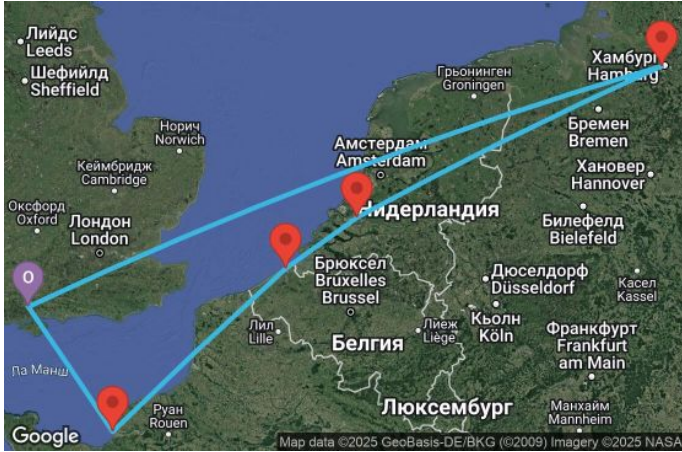 Лийдс
Leeds
Шефийлд
Sheffield
Норич
Norwich
Кеймбридж
Cambridge
Оксфорд
Oxford
Лондон
London
O
Ла Манш
Руан
Rouen
Лил
Lille
Амстердам
Amsterdam
Нидерландия
Брюксел
Bruxelles
Brussel
Белгия
Лиеж
Liège
Люксембург
Грьонинген
Groningen
Хамбург
Hamburg
Бремен
Bremen
Хановер
Hannover
Билефелд
Bielefeld
Дюселдорф
Düsseldorf
Касел
Kassel
Кьолн
Köln
Франкфурт
Frankfurt
am Main
Манхайм
Mannheim
Google
Map data ©2025 GeoBasis-DE/BKG (©2009) Imagery ©2025 NASA